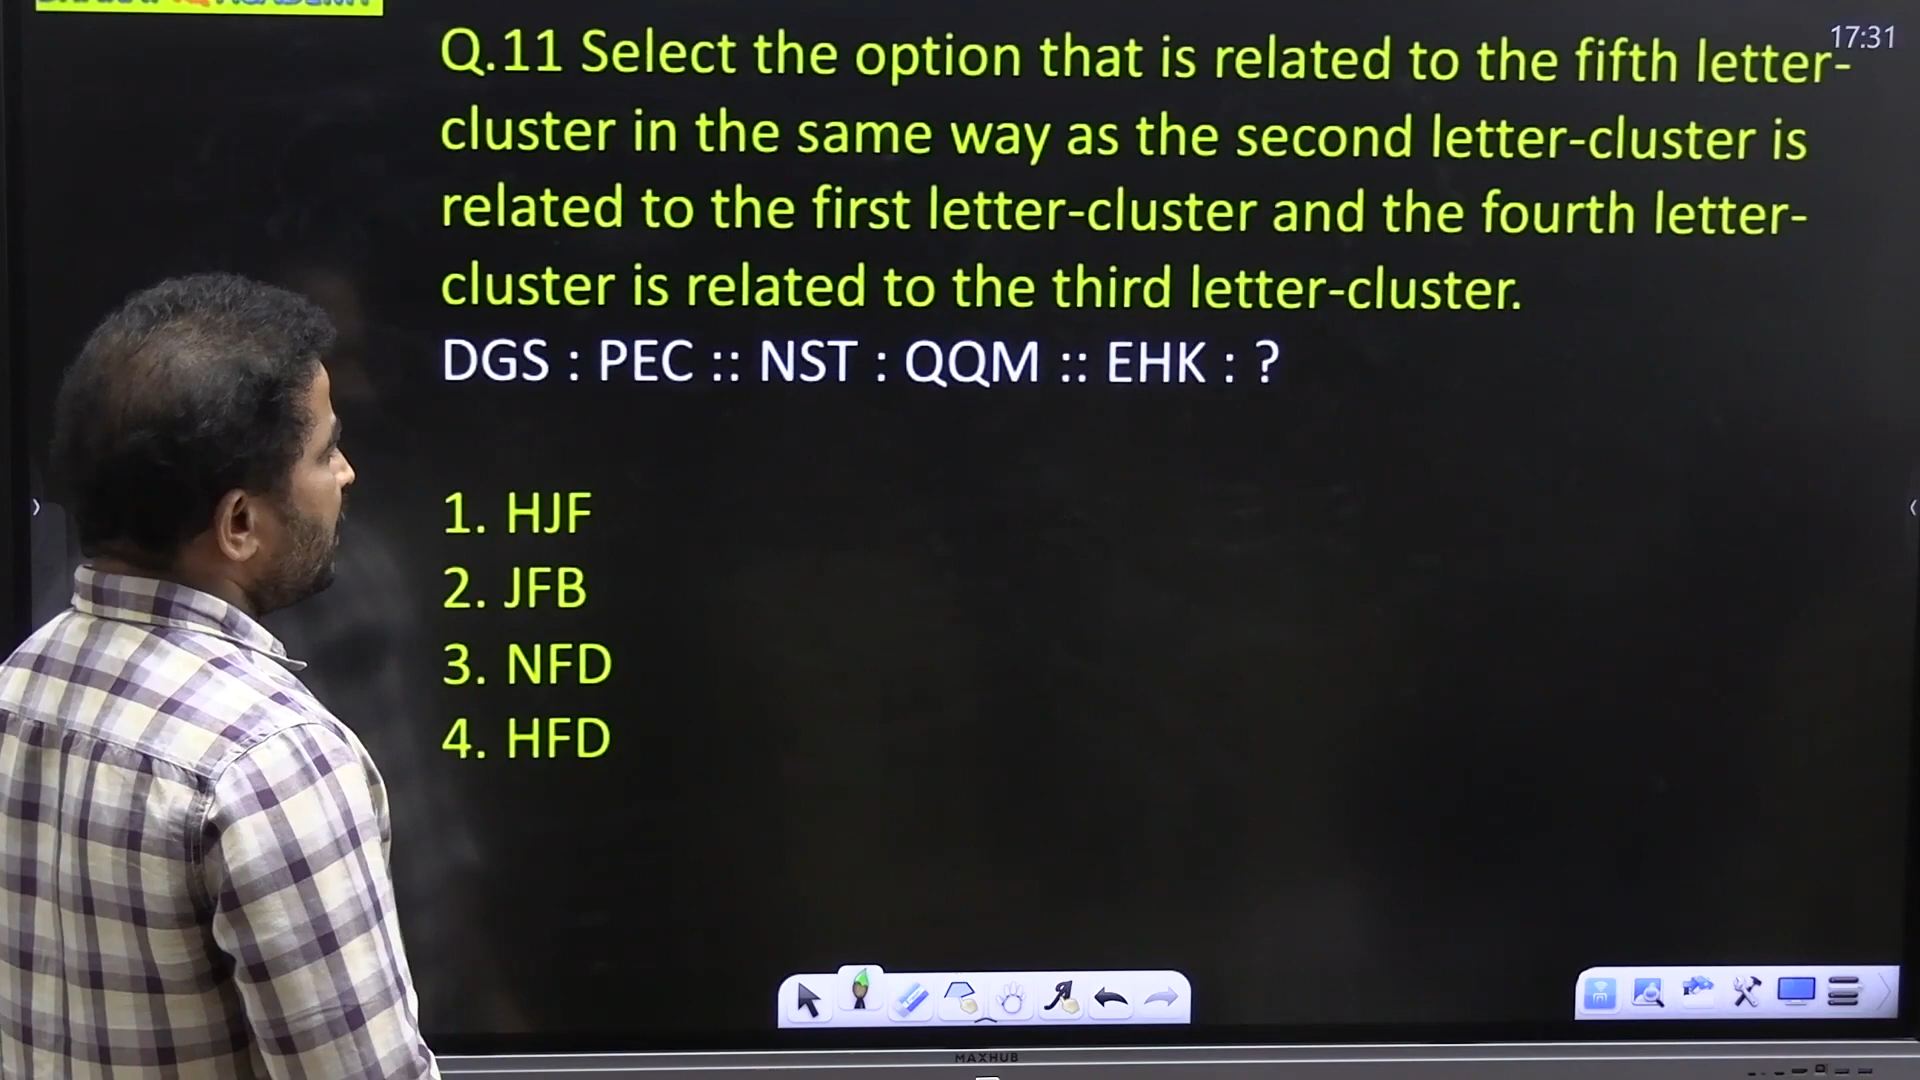 17:31
Q.11 Select the option that is related to the fifth letter-
cluster in the same way as the second letter-cluster is
related to the first letter-cluster and the fourth letter-
cluster is related to the third letter-cluster.
DGS : PEC :: NST : QQM :: EHK : ?
1. HJF
2. JFB
3. NFD
4. HFD
MAXHUB